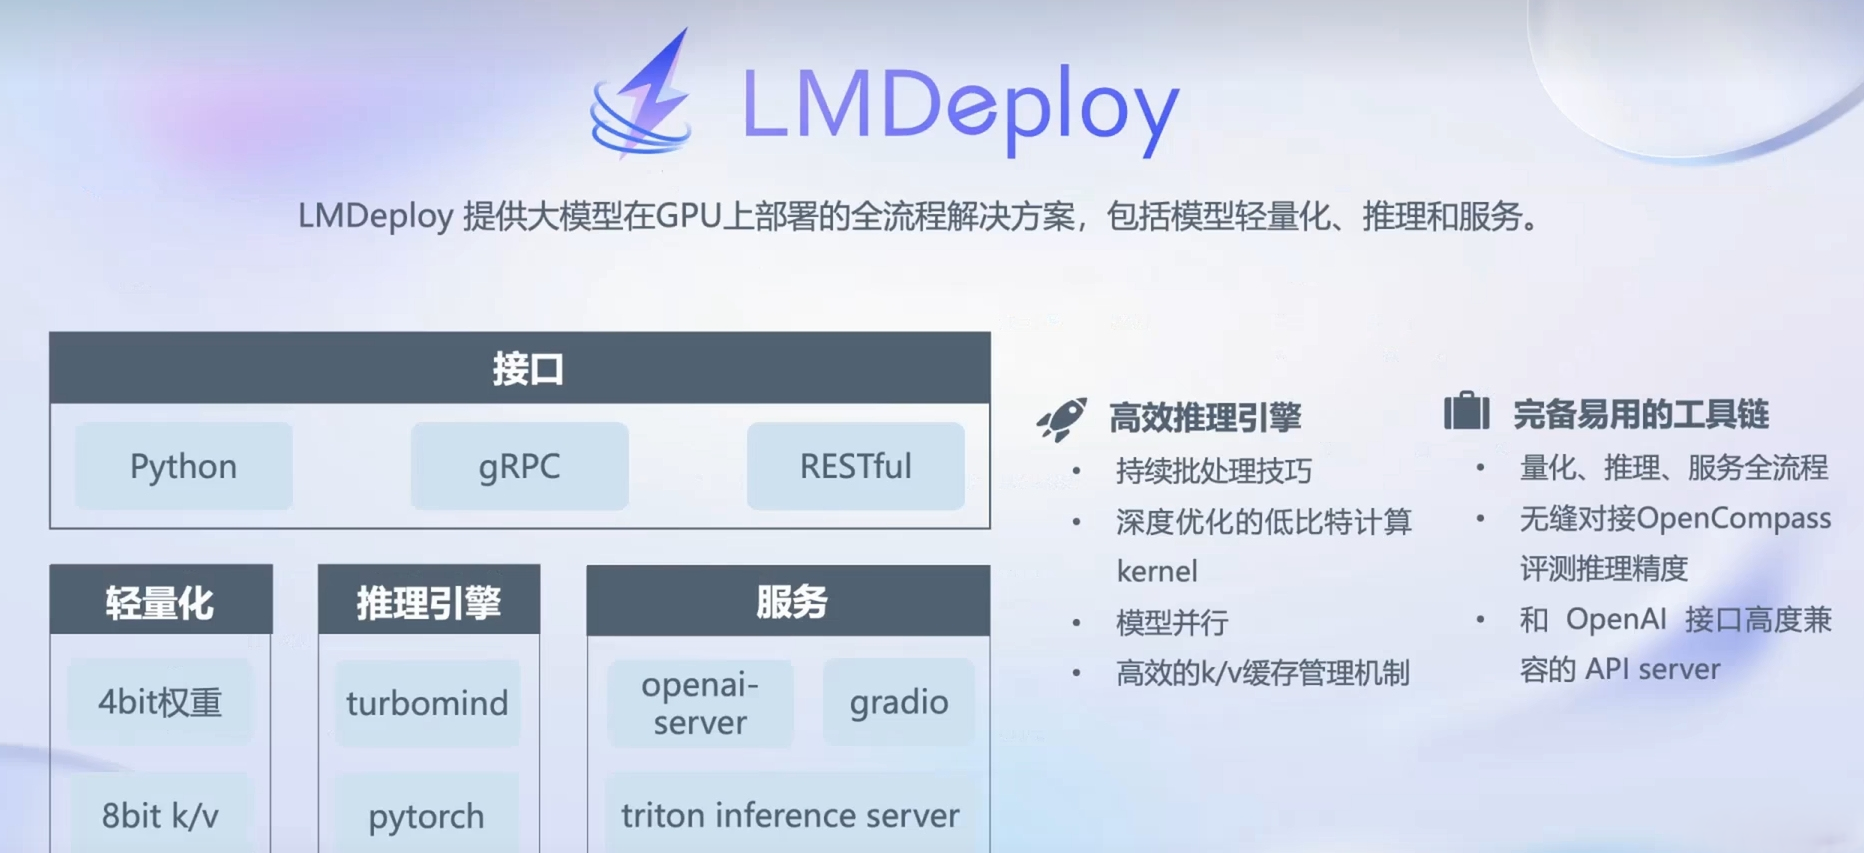 LMDeploy
LMDeploy 提供大模型在GPU上部署的全流程解决方案，包括模型轻量化、推理和服务。
接口
Python
gRPC
RESTful
轻量化
4bit权重
8bit k/v
推理引擎
turbomind
pytorch
服务
openai-
server
gradio
triton inference server
高效推理引擎
• 持续批处理技巧
• 深度优化的低比特计算
kernel
• 模型并行
• 高效的k/v缓存管理机制
完备易用的工具链
• 量化、推理、服务全流程
• 无缝对接OpenCompass
评测推理精度
• 和 OpenAI 接口高度兼
容的 API server